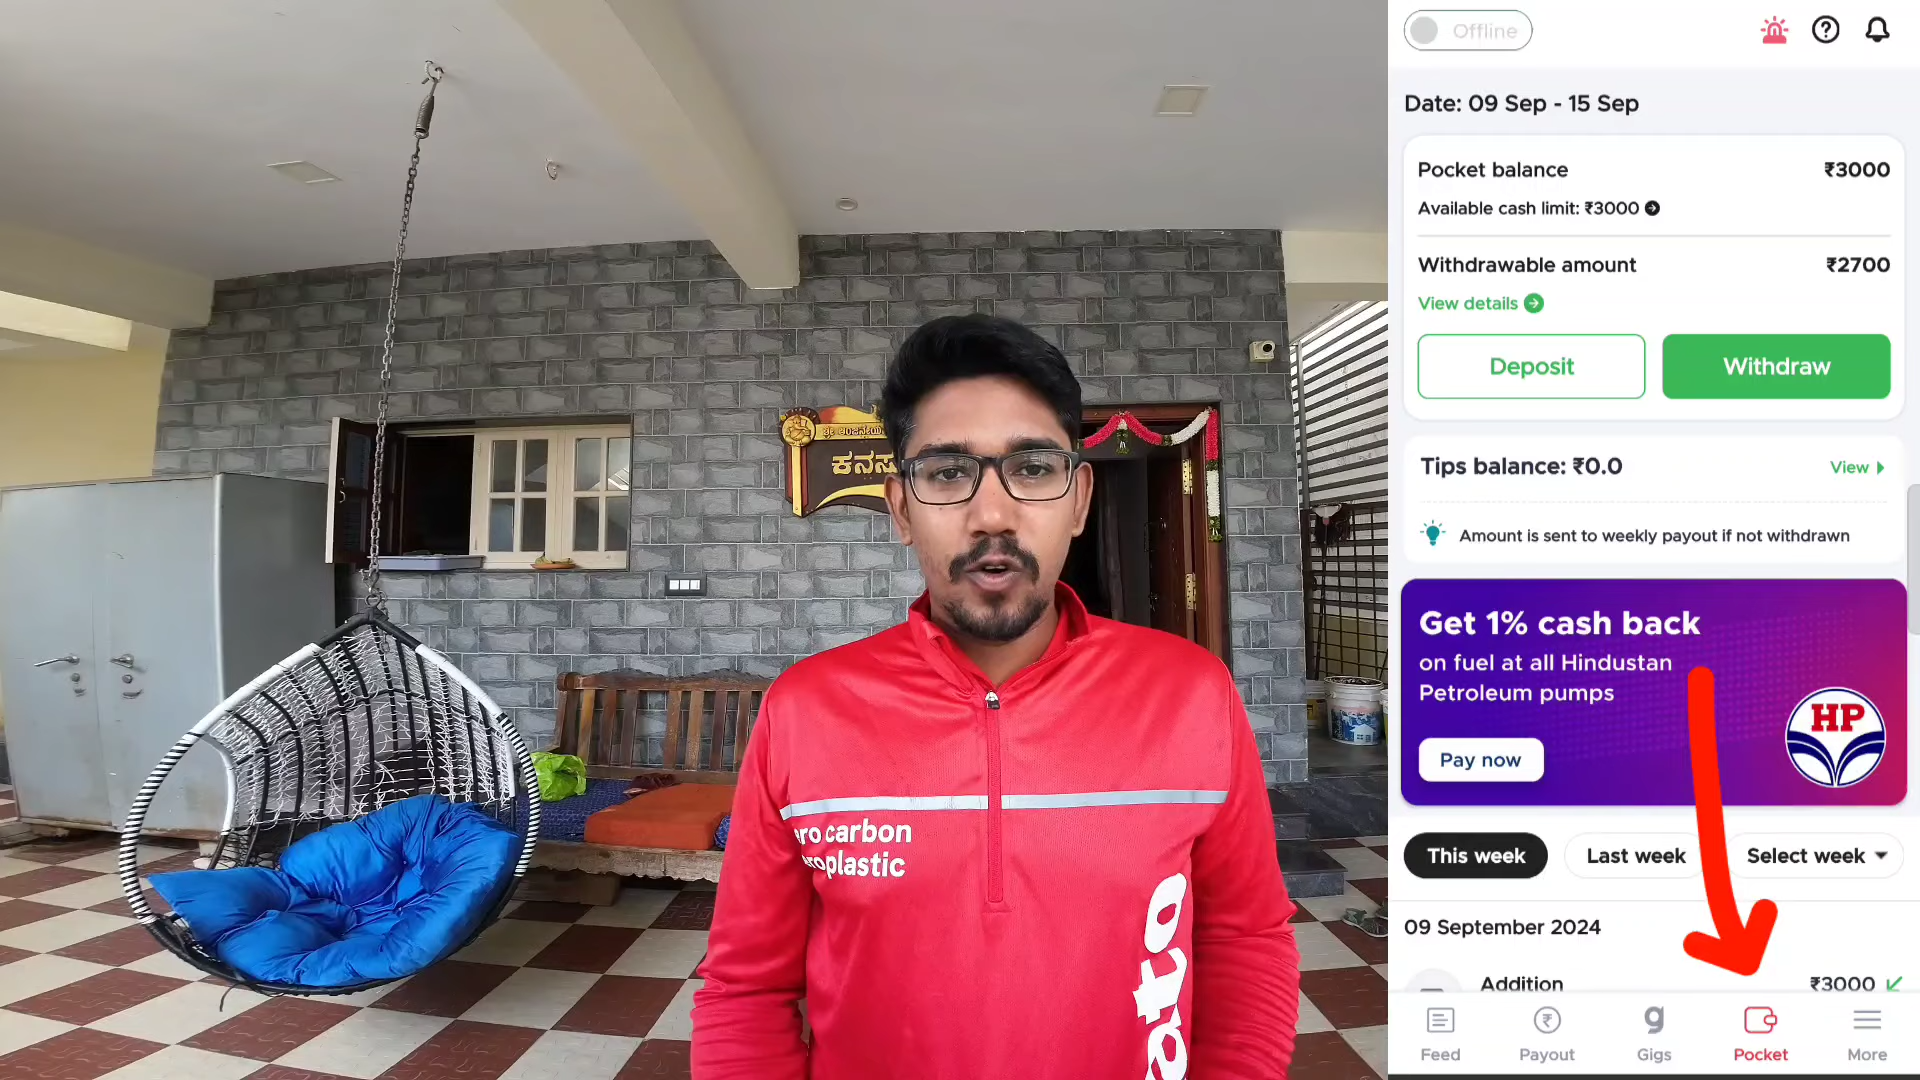 ಶ್ರೀ ಆಂಜನೇಯ
ಕನಸು
ro carbon
roplastic
ato
Offline
Date: 09 Sep - 15 Sep
Pocket balance ₹3000
Available cash limit: ₹3000
Withdrawable amount ₹2700
View details
Deposit Withdraw
Tips balance: ₹0.0 View
Amount is sent to weekly payout if not withdrawn
Get 1% cash back
on fuel at all Hindustan
Petroleum pumps
HP
Pay now
This week Last week Select week
09 September 2024
Addition ₹3000
Feed Payout Gigs Pocket More